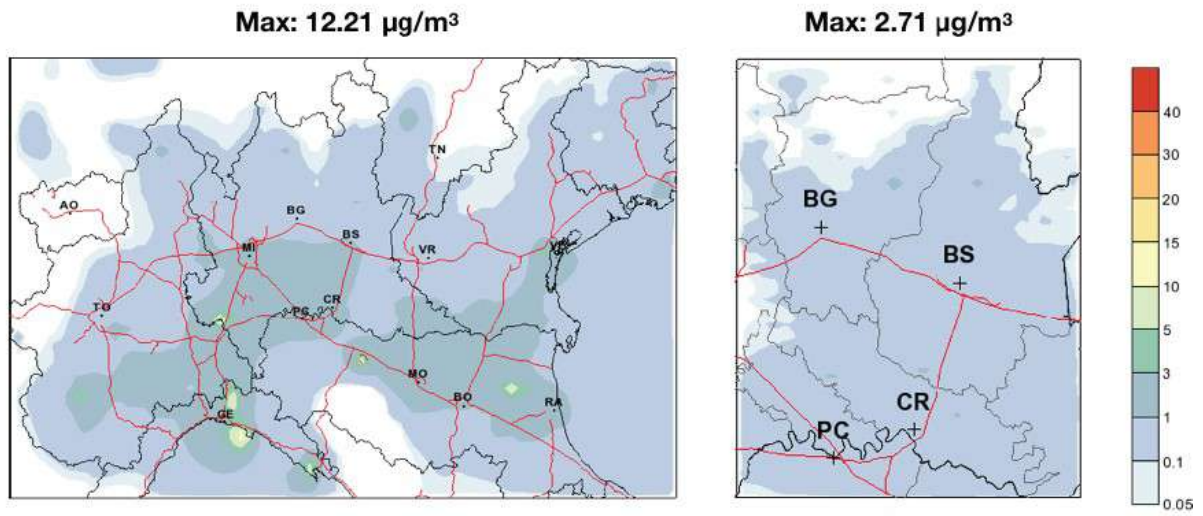 Max: 12.21 µg/m³
Max: 2.71 µg/m³
TN
AO
BG
MI
BS
VR
TO
PC
CR
MO
GE
BO
RA
BG
BS
CR
PC
40
30
20
15
10
5
3
1
0.1
0.05